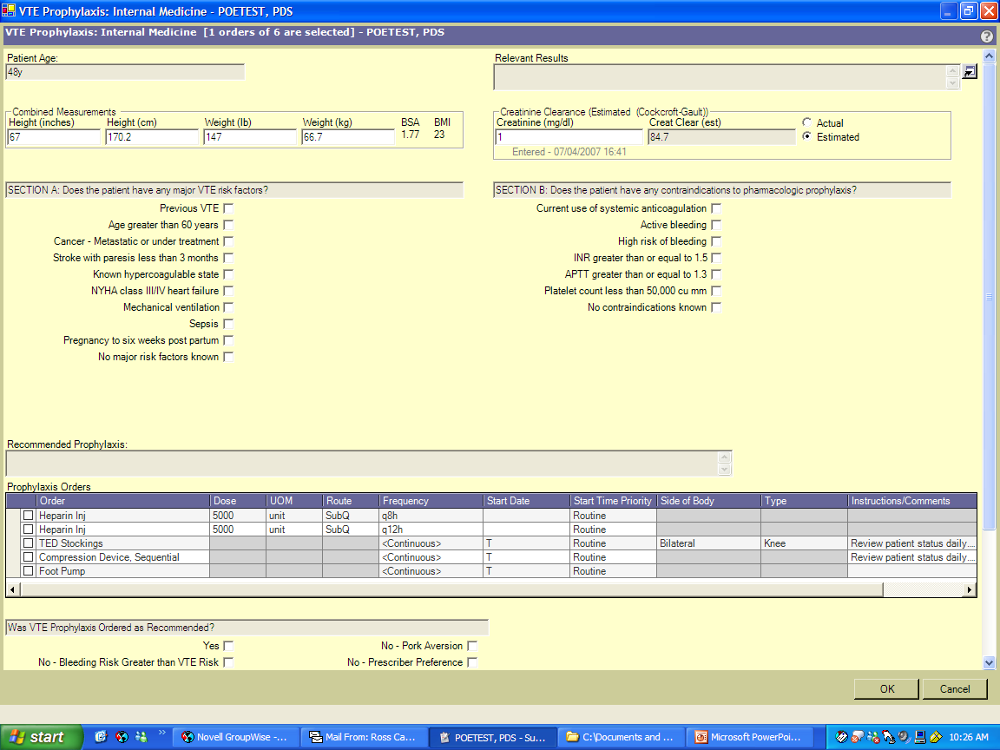 VTE Prophylaxis: Internal Medicine - POETEST, PDS
VTE Prophylaxis: Internal Medicine [1 orders of 6 are selected] - POETEST, PDS
Patient Age:
48y
Relevant Results
Combined Measurements
Height (inches) Height (cm) Weight (lb) Weight (kg) BSA BMI
67 170.2 147 66.7 1.77 23
Creatinine Clearance (Estimated (Cockcroft-Gault))
Creatinine (mg/dl) Creat Clear (est)
1 84.7
Actual
Estimated
Entered - 07/04/2007 16:41
SECTION A: Does the patient have any major VTE risk factors?
Previous VTE
Age greater than 60 years
Cancer - Metastatic or under treatment
Stroke with paresis less than 3 months
Known hypercoagulable state
NYHA class III/IV heart failure
Mechanical ventilation
Sepsis
Pregnancy to six weeks post partum
No major risk factors known
SECTION B: Does the patient have any contraindications to pharmacologic prophylaxis?
Current use of systemic anticoagulation
Active bleeding
High risk of bleeding
INR greater than or equal to 1.5
APTT greater than or equal to 1.3
Platelet count less than 50,000 cu mm
No contraindications known
Recommended Prophylaxis:
Prophylaxis Orders
Order Dose UOM Route Frequency Start Date Start Time Priority Side of Body Type Instructions/Comments
Heparin Inj 5000 unit SubQ q8h Routine
Heparin Inj 5000 unit SubQ q12h Routine
TED Stockings <Continuous> T Routine Bilateral Knee Review patient status daily....
Compression Device, Sequential <Continuous> T Routine Review patient status daily....
Foot Pump <Continuous> T Routine
Was VTE Prophylaxis Ordered as Recommended?
Yes No - Pork Aversion
No - Bleeding Risk Greater than VTE Risk No - Prescriber Preference
OK Cancel
start Novell GroupWise -... Mail From: Ross Ca... POETEST, PDS - Su... C:\Documents and ... Microsoft PowerPoi... 10:26 AM